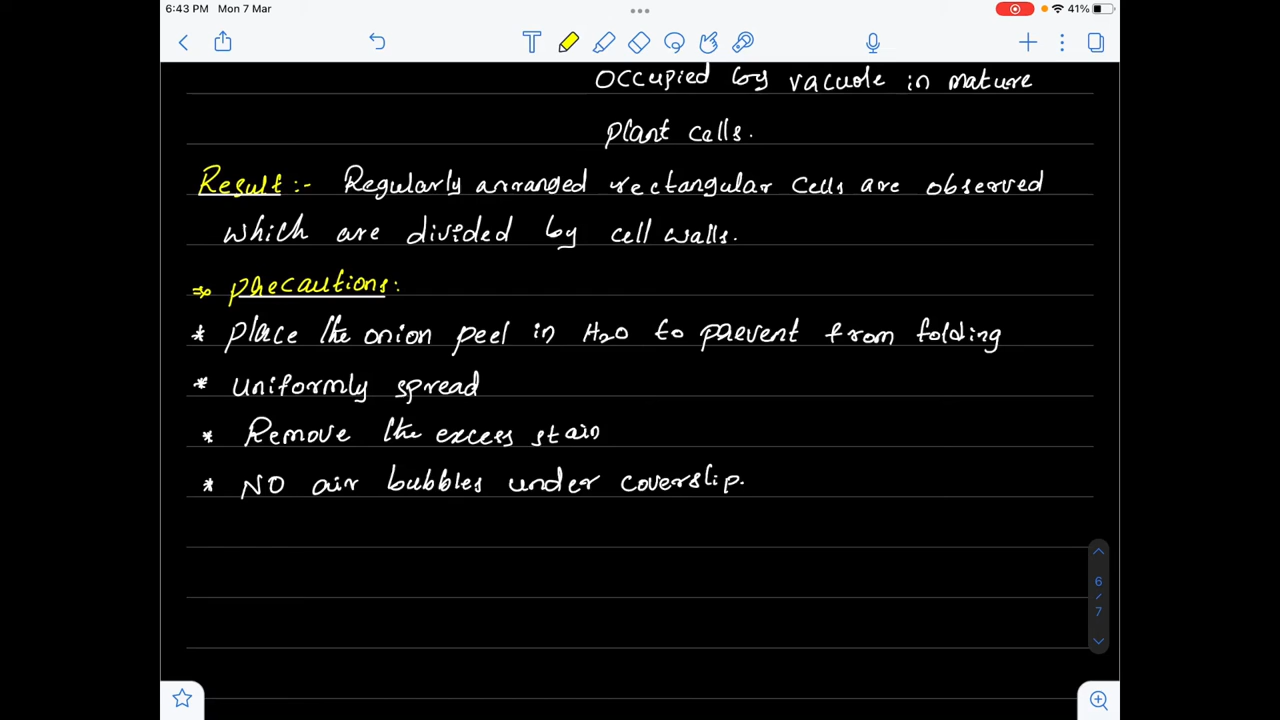 6:43 PM Mon 7 Mar
41%
Occupied by vacuole in mature
plant cells.
Result :- Regularly arranged rectangular cells are observed
which are divided by cell walls.
⇒ precautions:
* place the onion peel in H₂O to prevent from folding
* uniformly spread
* Remove the excess stain
* NO air bubbles under coverslip.
6
/
7